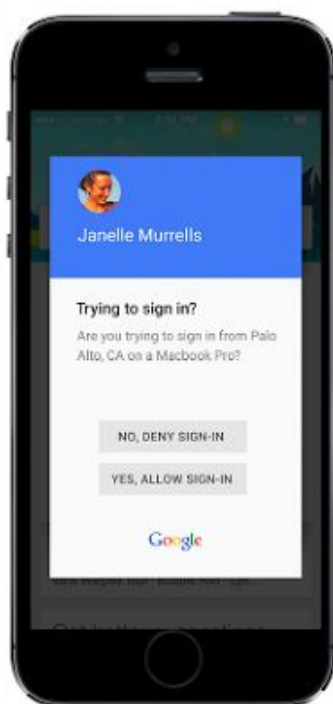 Janelle Murrells
Trying to sign in?
Are you trying to sign in from Palo
Alto, CA on a Macbook Pro?
NO, DENY SIGN-IN
YES, ALLOW SIGN-IN
Google